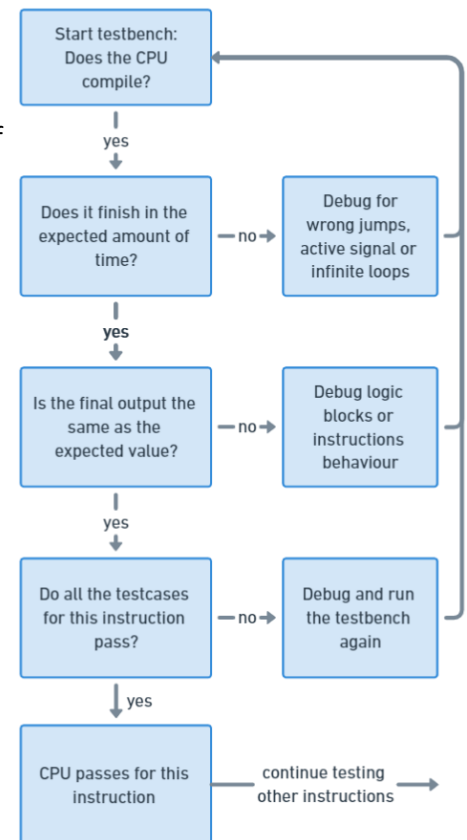 Start testbench:
Does the CPU
compile?
yes
Does it finish in the
expected amount of
time?
no
Debug for
wrong jumps,
active signal or
infinite loops
yes
Is the final output the
same as the
expected value?
no
Debug logic
blocks or
instructions
behaviour
yes
Do all the testcases
for this instruction
pass?
no
Debug and run
the testbench
again
yes
CPU passes for this
instruction
continue testing
other instructions